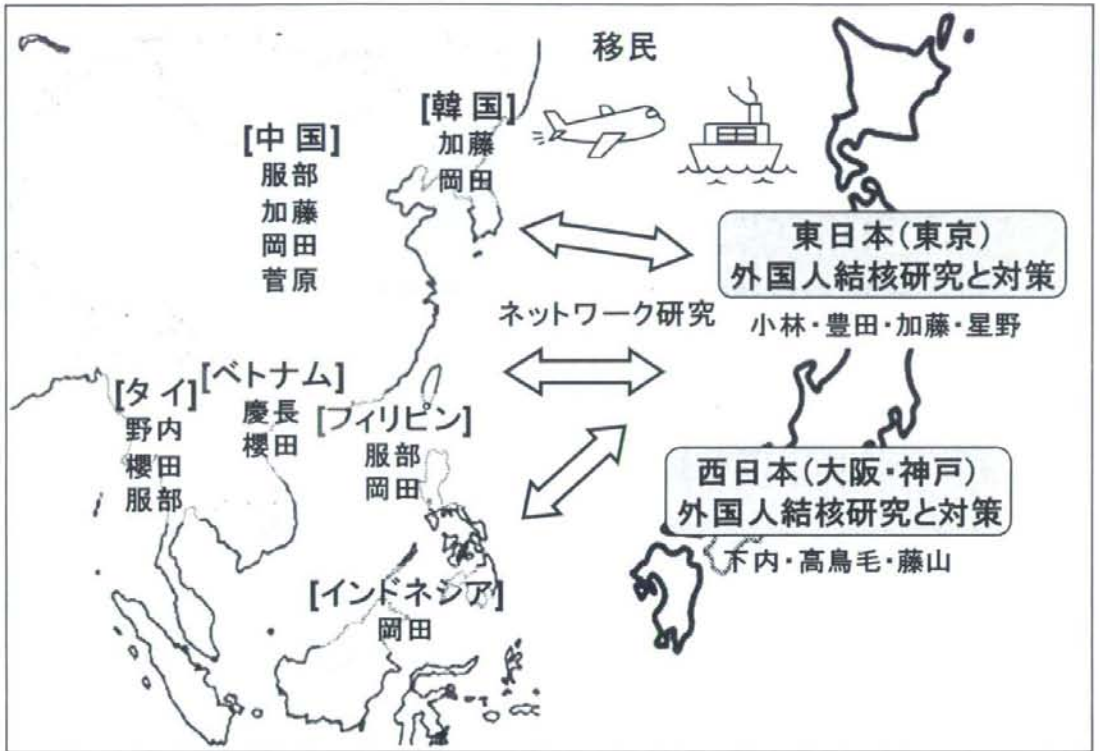 移民
[韓国]
加藤
岡田
[中国]
服部
加藤
岡田
菅原
東日本(東京)
外国人結核研究と対策
小林・豊田・加藤・星野
ネットワーク研究
[タイ]
野内
櫻田
服部
[ベトナム]
慶長
櫻田
[フィリピン]
服部
岡田
西日本(大阪・神戸)
外国人結核研究と対策
下内・高鳥毛・藤山
[インドネシア]
岡田